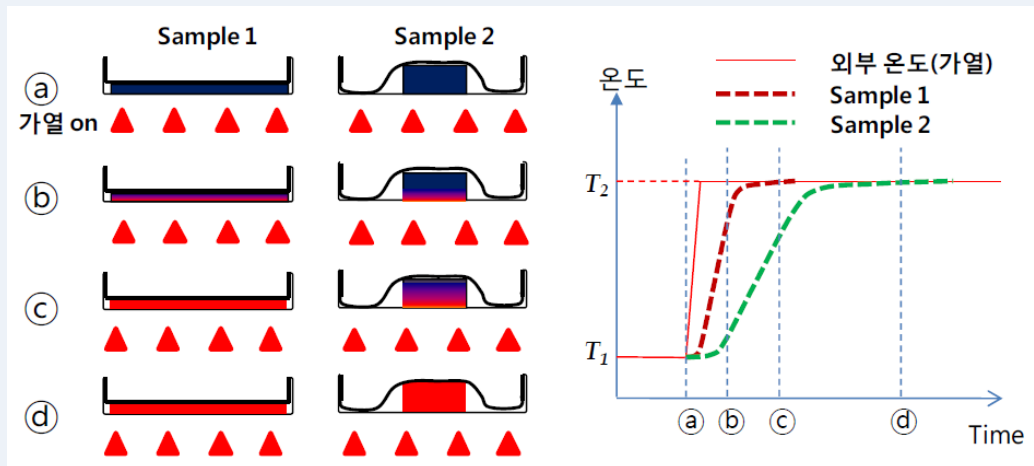 Sample 1
Sample 2
ⓐ
가열 on
ⓑ
ⓒ
ⓓ
온도
외부 온도(가열)
Sample 1
Sample 2
T₂
T₁
ⓐ ⓑ ⓒ ⓓ
Time